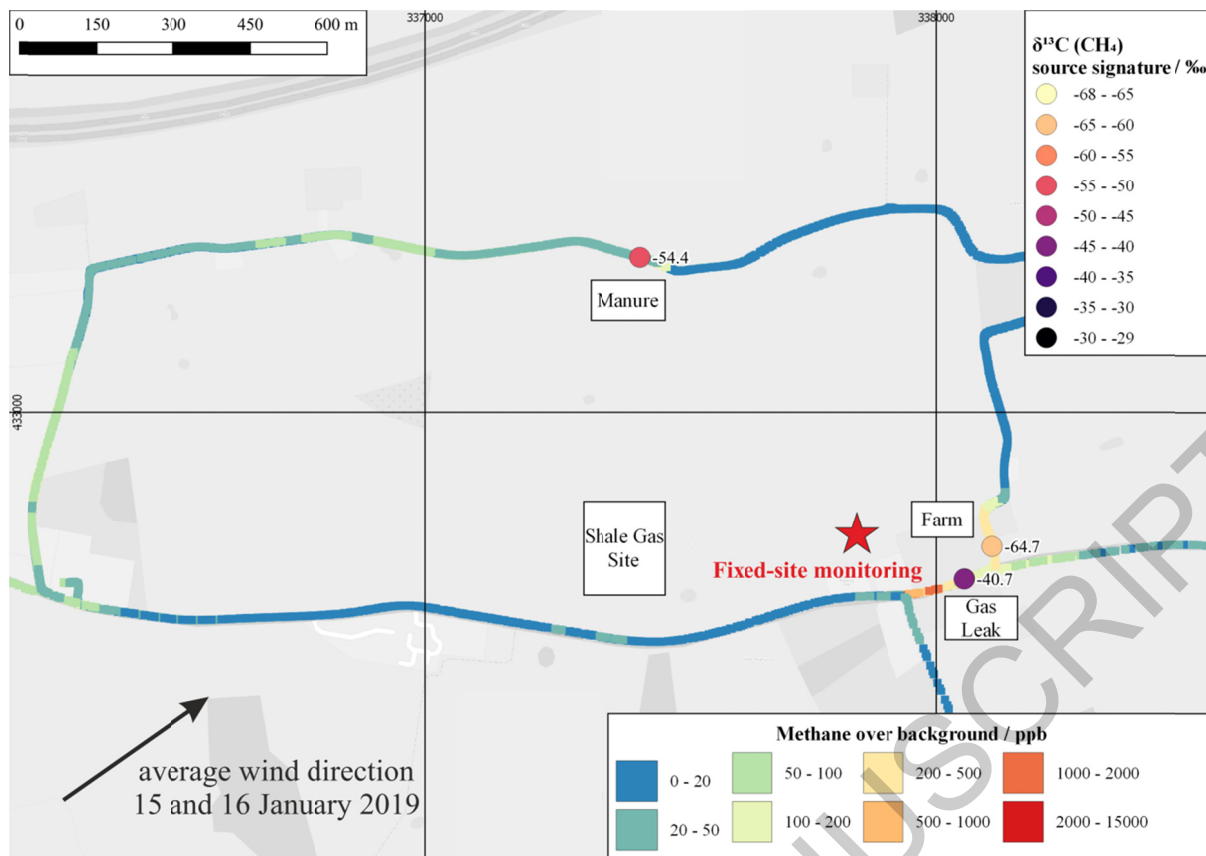 0 150 300 450 600 m
337000
338000
433000
δ¹³C (CH₄)
source signature / ‰
-68 - -65
-65 - -60
-60 - -55
-55 - -50
-50 - -45
-45 - -40
-40 - -35
-35 - -30
-30 - -29
-54.4
Manure
Shale Gas
Site
Farm
-64.7
Fixed-site monitoring
-40.7
Gas
Leak
average wind direction
15 and 16 January 2019
Methane over background / ppb
0 - 20
50 - 100
200 - 500
1000 - 2000
20 - 50
100 - 200
500 - 1000
2000 - 15000